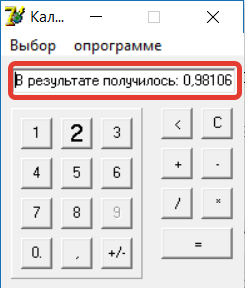 Кал...
Выбор опрограмме
В результате получилось: 0,98106
1 2 3 < C
4 5 6 + -
7 8 9 / *
0. , +/- =